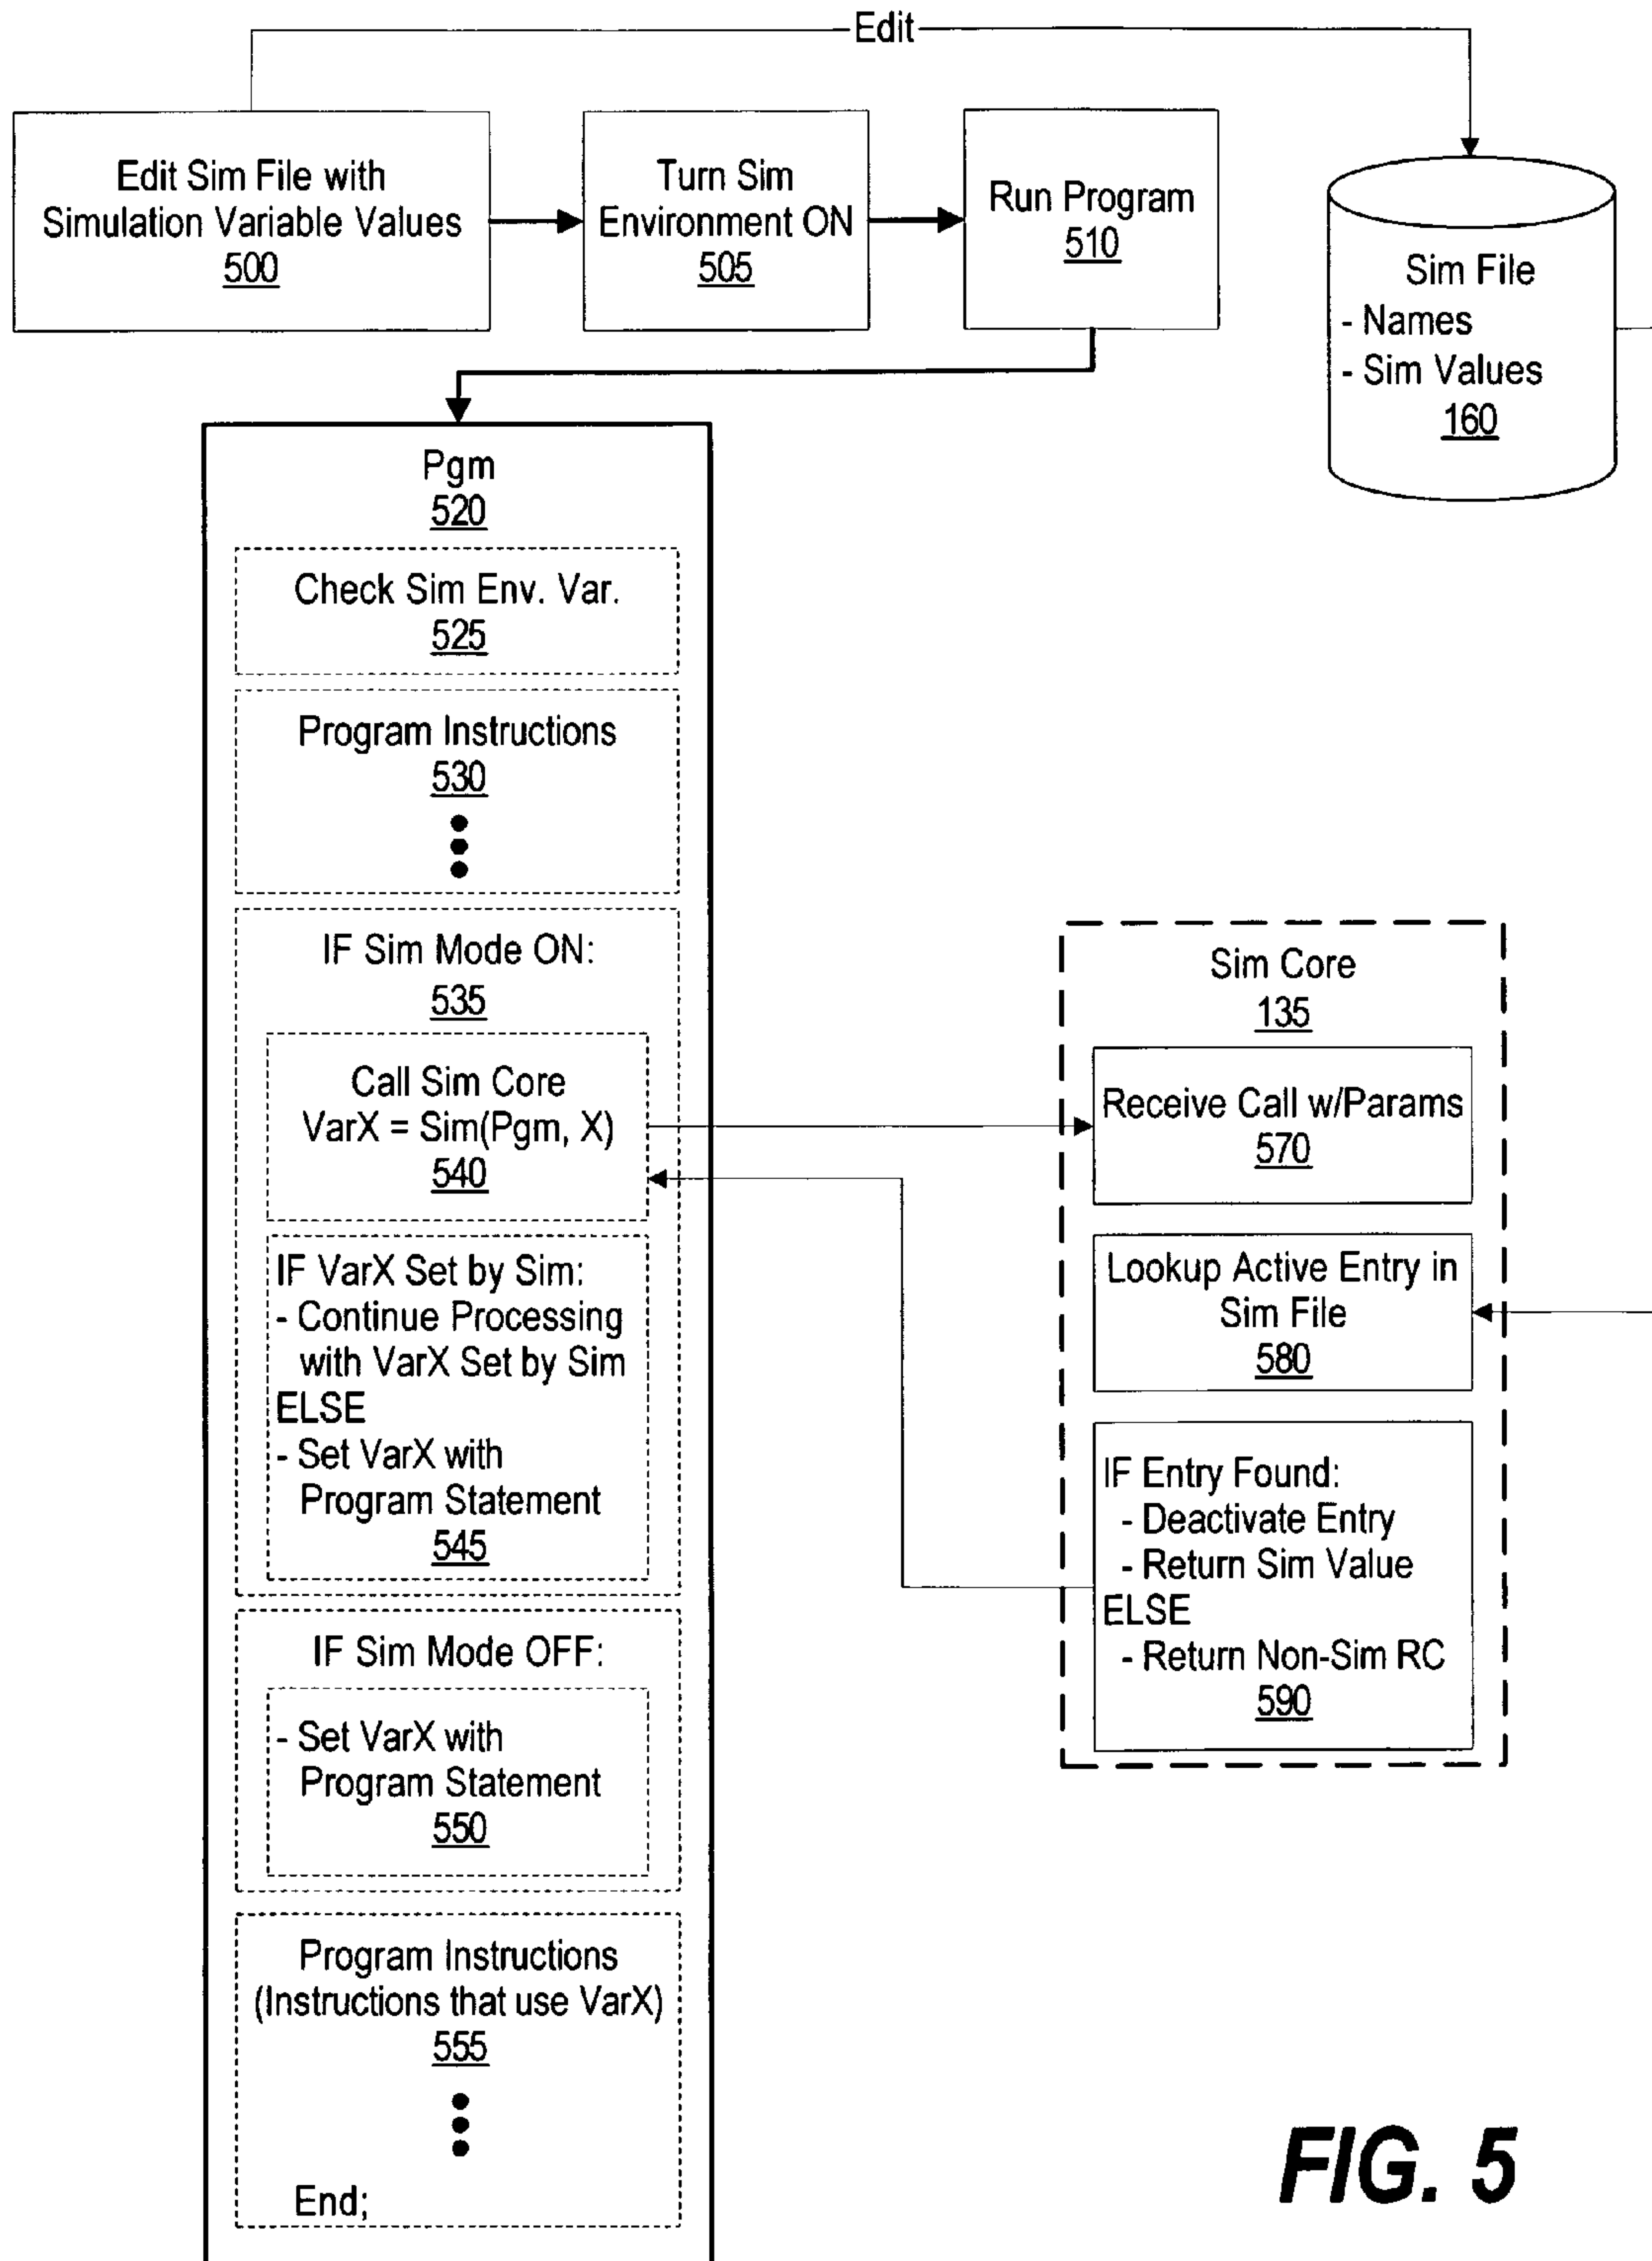 Edit
Edit Sim File with
Simulation Variable Values
500
Turn Sim
Environment ON
505
Run Program
510
Sim File
- Names
- Sim Values
160
Pgm
520
Check Sim Env. Var.
525
Program Instructions
530
IF Sim Mode ON:
535
Call Sim Core
VarX = Sim(Pgm, X)
540
IF VarX Set by Sim:
- Continue Processing
with VarX Set by Sim
ELSE
- Set VarX with
Program Statement
545
IF Sim Mode OFF:
- Set VarX with
Program Statement
550
Program Instructions
(Instructions that use VarX)
555
End;
Sim Core
135
Receive Call w/Params
570
Lookup Active Entry in
Sim File
580
IF Entry Found:
- Deactivate Entry
- Return Sim Value
ELSE
- Return Non-Sim RC
590
FIG. 5